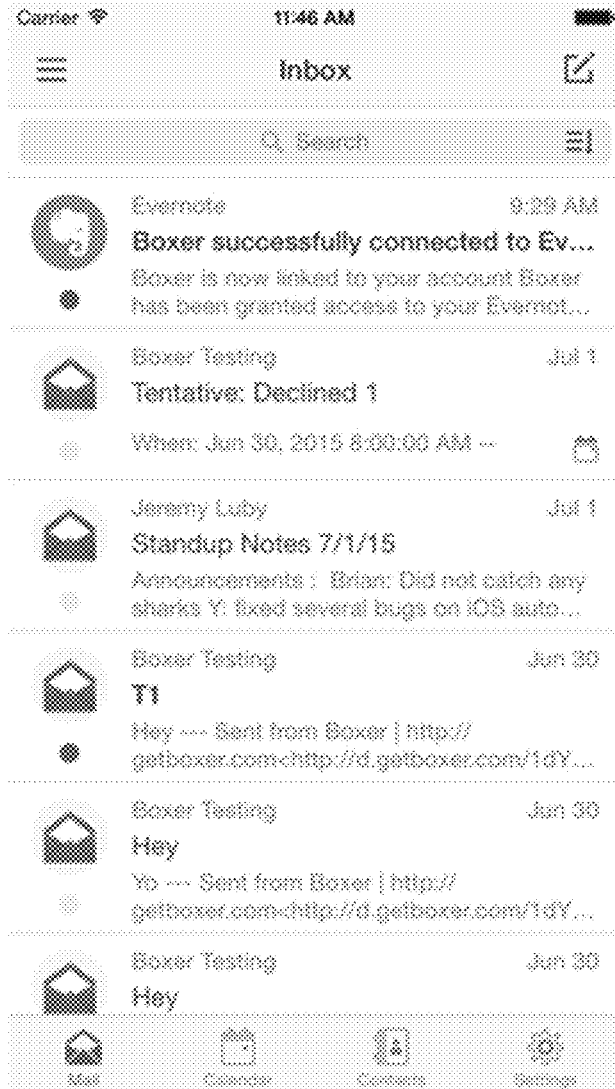 Carrier
11:46 AM
Inbox
Search
Evernote 9:29 AM
Boxer successfully connected to Ev...
Boxer is now linked to your account Boxer
has been granted access to your Evernot...
Boxer Testing Jul 1
Tentative: Declined 1
When: Jun 30, 2015 8:00:00 AM --
Jeremy Luby Jul 1
Standup Notes 7/1/15
Announcements : Brian: Did not catch any
sharks Y: fixed several bugs on iOS auto...
Boxer Testing Jun 30
T1
Hey --- Sent from Boxer | http://
getboxer.com<http://d.getboxer.com/1dY...
Boxer Testing Jun 30
Hey
Yo --- Sent from Boxer | http://
getboxer.com<http://d.getboxer.com/1dY...
Boxer Testing Jun 30
Hey
Mail Calendar Contacts Settings